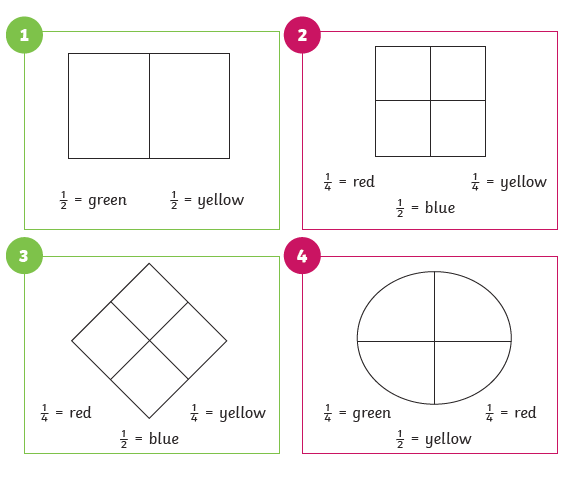 1
1/2 = green 1/2 = yellow
2
1/4 = red 1/4 = yellow
1/2 = blue
3
1/4 = red 1/4 = yellow
1/2 = blue
4
1/4 = green 1/4 = red
1/2 = yellow